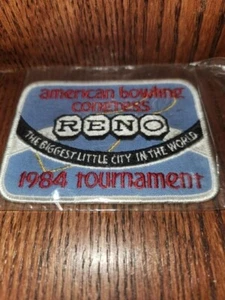 american bowling
congress
RENO
THE BIGGEST LITTLE CITY IN THE WORLD
1984 tournament